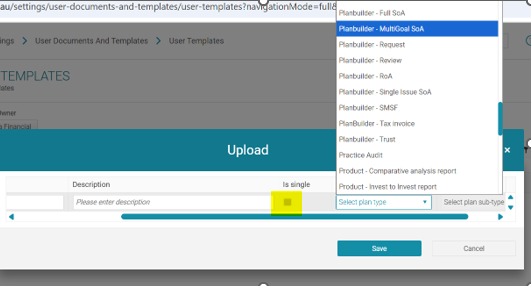 au/settings/user-documents-and-templates/user-templates?navigationMode=full&
ngs > User Documents And Templates > User Templates
TEMPLATES
ates
Owner
s Financial
Planbuilder - Full SoA
Planbuilder - MultiGoal SoA
Planbuilder - Request
Planbuilder - Review
Planbuilder - RoA
Planbuilder - Single Issue SoA
Planbuilder - SMSF
PlanBuilder - Tax invoice
Planbuilder - Trust
Practice Audit
Product - Comparative analysis report
Product - Invest to Invest report
Upload
×
Description
Is single
Please enter description
Select plan type
Select plan sub-type
Save
Cancel